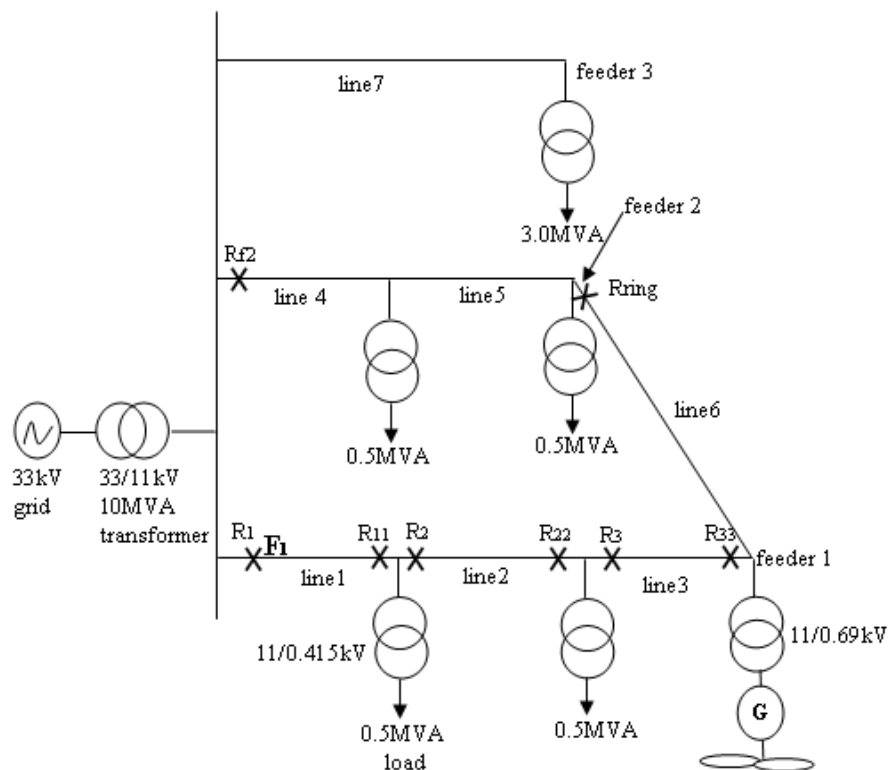 line7
feeder 3
3.0MVA
feeder 2
Rf2
Rring
line 4
line5
line6
0.5MVA
0.5MVA
33kV
grid
33/11kV
10MVA
transformer
R1
F1
R11
R2
R22
R3
R33
feeder 1
line1
line2
line3
11/0.415kV
11/0.69kV
0.5MVA
load
0.5MVA
G